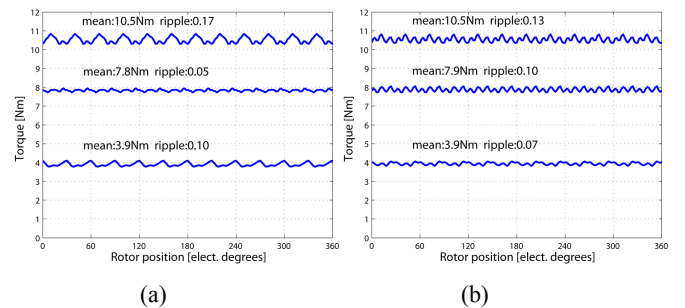 12
11
10
9
8
7
6
5
4
3
2
1
0
Torque [Nm]
mean:10.5Nm ripple:0.17
mean:7.8Nm ripple:0.05
mean:3.9Nm ripple:0.10
0 60 120 180 240 300 360
Rotor position [elect. degrees]
(a)
12
11
10
9
8
7
6
5
4
3
2
1
0
Torque [Nm]
mean:10.5Nm ripple:0.13
mean:7.9Nm ripple:0.10
mean:3.9Nm ripple:0.07
0 60 120 180 240 300 360
Rotor position [elect. degrees]
(b)